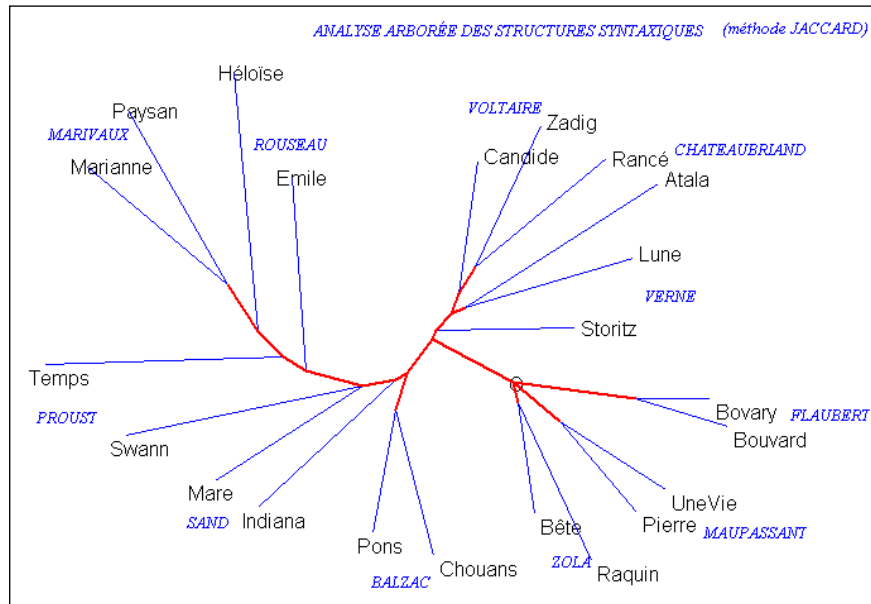 ANALYSE ARBORÉE DES STRUCTURES SYNTAXIQUES (méthode JACCARD)
Héloïse
Paysan
MARIVAUX
Marianne
ROUSEAU
Emile
VOLTAIRE
Zadig
Candide
Rancé
CHATEAUBRIAND
Atala
Lune
VERNE
Storitz
Temps
PROUST
Swann
Mare
SAND
Indiana
Pons
BALZAC
Chouans
Bovary
FLAUBERT
Bouvard
UneVie
Pierre
MAUPASSANT
Bête
ZOLA
Raquin